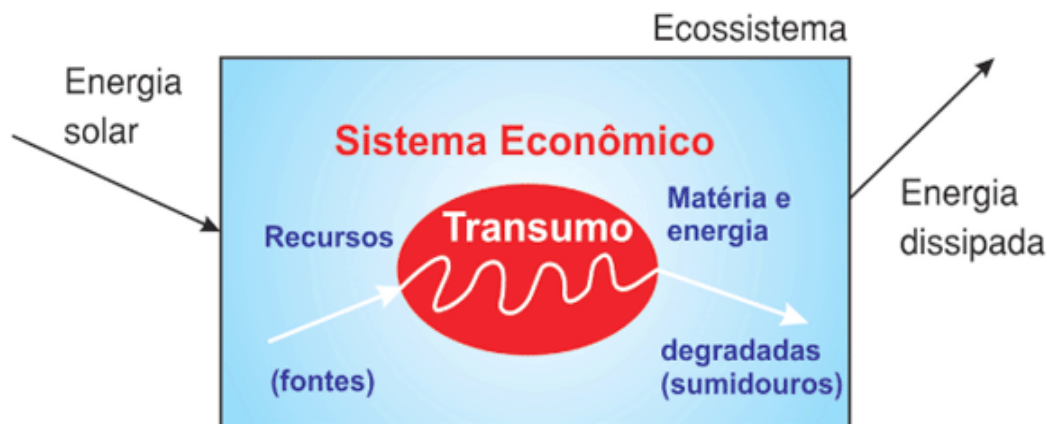 Ecossistema
Energia
solar
Sistema Econômico
Recursos
Transumo
Matéria e
energia
Energia
dissipada
(fontes)
degradadas
(sumidouros)